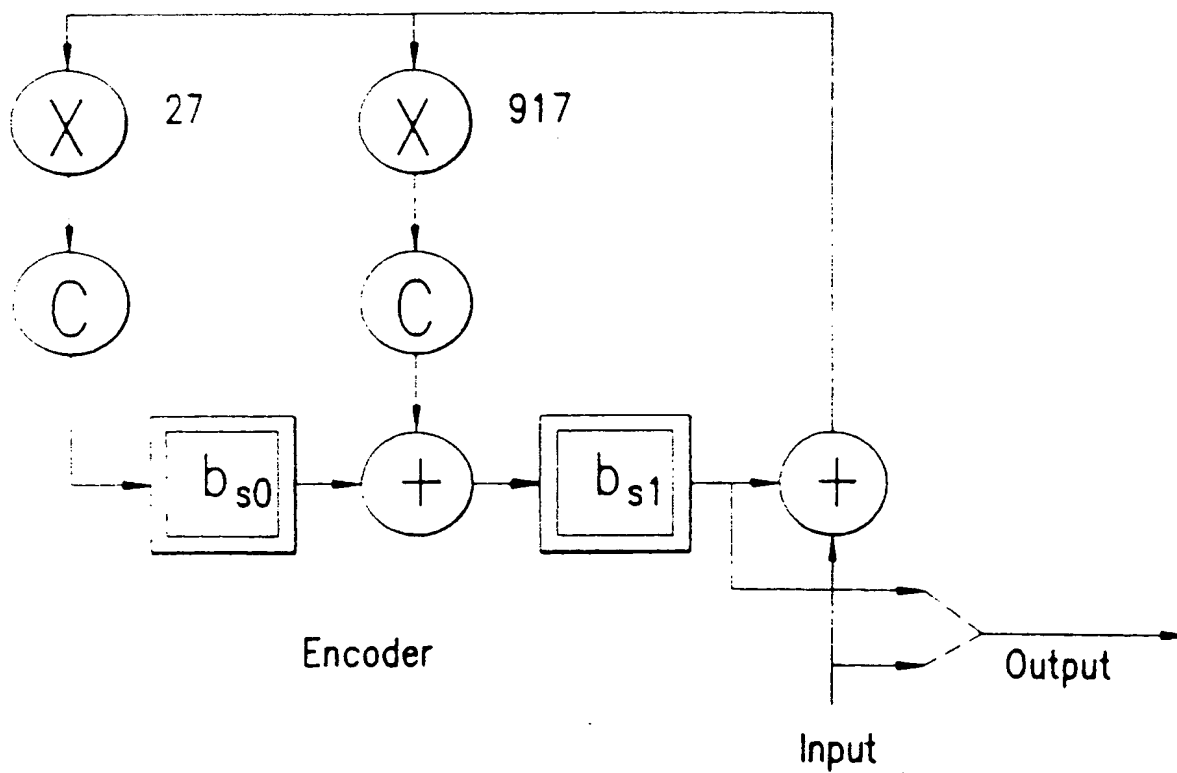 X 27 X 917
C C
b s0 + b s1 +
Encoder
Output
Input